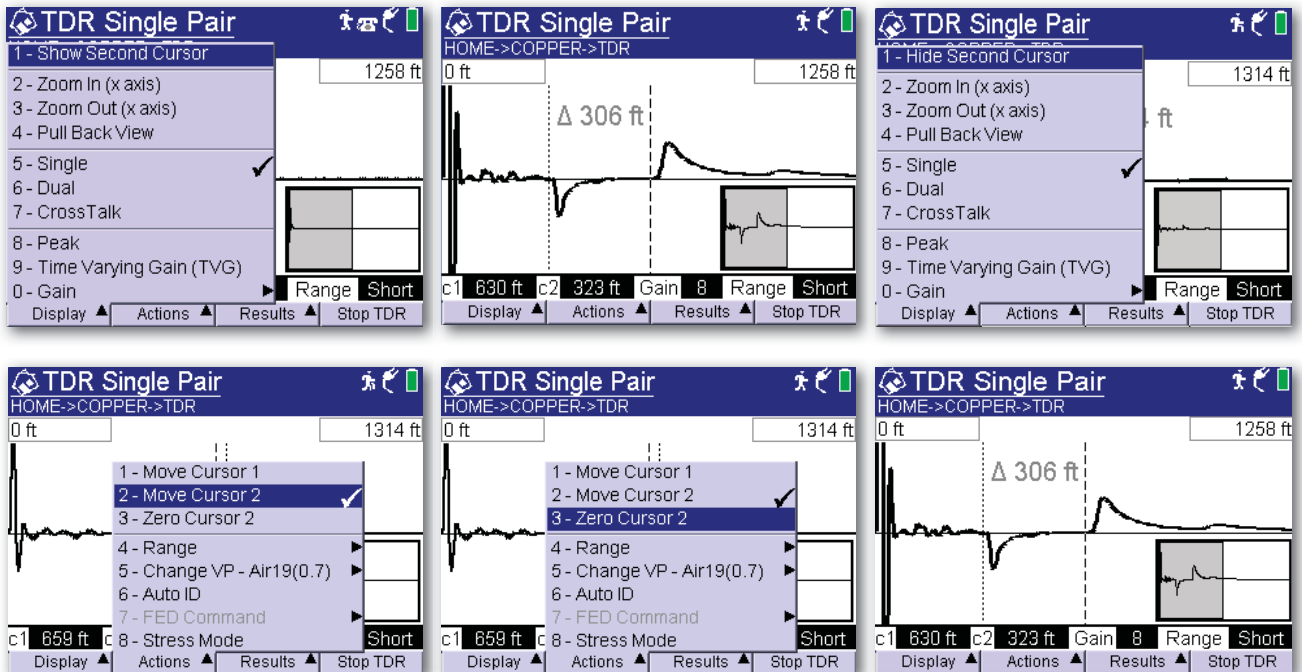 TDR Single Pair
1 - Show Second Cursor
1258 ft
2 - Zoom In (x axis)
3 - Zoom Out (x axis)
4 - Pull Back View
5 - Single
6 - Dual
7 - CrossTalk
8 - Peak
9 - Time Varying Gain (TVG)
0 - Gain
Range Short
Display Actions Results Stop TDR
TDR Single Pair
HOME->COPPER->TDR
0 ft 1258 ft
Δ 306 ft
c1 630 ft c2 323 ft Gain 8 Range Short
Display Actions Results Stop TDR
TDR Single Pair
HOME->COPPER->TDR
1 - Hide Second Cursor
1314 ft
2 - Zoom In (x axis)
3 - Zoom Out (x axis)
ft
4 - Pull Back View
5 - Single
6 - Dual
7 - CrossTalk
8 - Peak
9 - Time Varying Gain (TVG)
0 - Gain
Range Short
Display Actions Results Stop TDR
TDR Single Pair
HOME->COPPER->TDR
0 ft 1314 ft
1 - Move Cursor 1
2 - Move Cursor 2
3 - Zero Cursor 2
4 - Range
5 - Change VP - Air19(0.7)
6 - Auto ID
7 - FED Command
8 - Stress Mode
c1 659 ft c Short
Display Actions Results Stop TDR
TDR Single Pair
HOME->COPPER->TDR
0 ft 1314 ft
1 - Move Cursor 1
2 - Move Cursor 2
3 - Zero Cursor 2
4 - Range
5 - Change VP - Air19(0.7)
6 - Auto ID
7 - FED Command
8 - Stress Mode
c1 659 ft c Short
Display Actions Results Stop TDR
TDR Single Pair
HOME->COPPER->TDR
0 ft 1258 ft
Δ 306 ft
c1 630 ft c2 323 ft Gain 8 Range Short
Display Actions Results Stop TDR